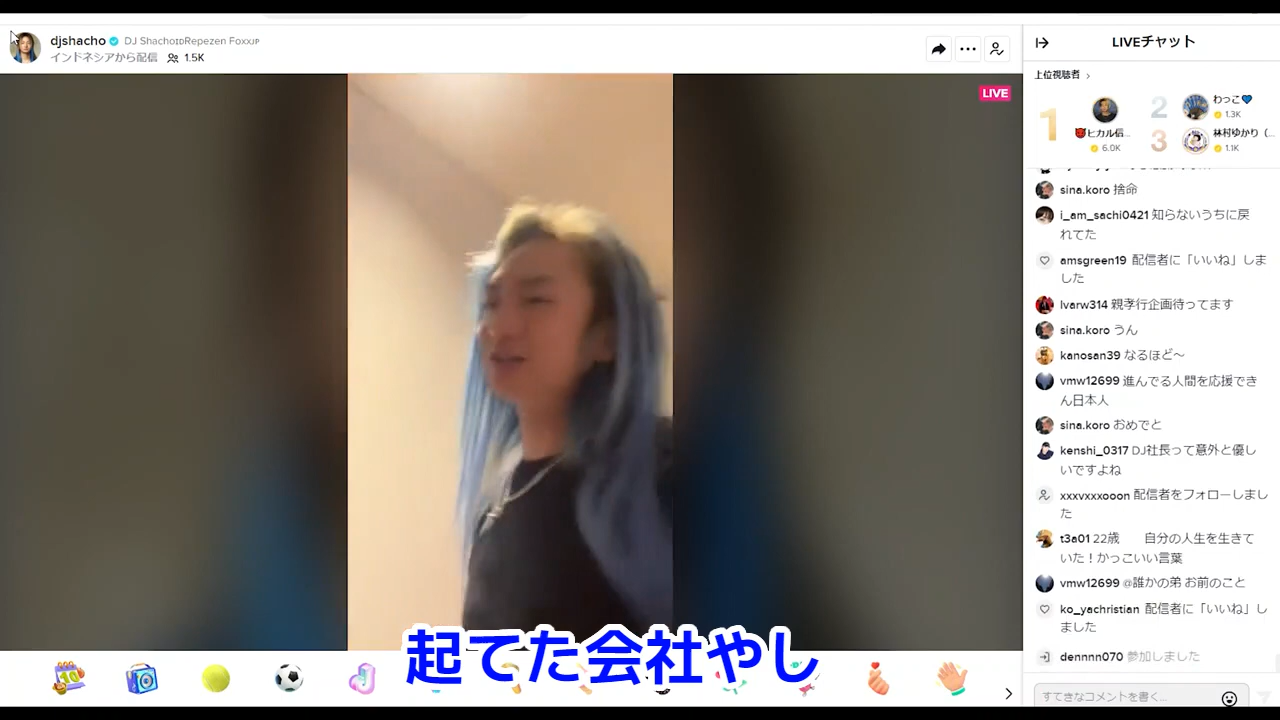 djshacho DJ ShachoɪᴅRepezen Foxxᴊᴘ
インドネシアから配信 1.5K
LIVE
LIVEチャット
上位視聴者
1
ヒカル信...
6.0K
2
わっこ💙
1.3K
3
林村ゆかり（...
1.1K
sina.koro 捨命
i_am_sachi0421 知らないうちに戻
れてた
amsgreen19 配信者に「いいね」しま
した
lvarw314 親孝行企画待ってます
sina.koro うん
kanosan39 なるほど〜
vmw12699 進んでる人間を応援でき
ん日本人
sina.koro おめでと
kenshi_0317 DJ社長って意外と優し
いですよね
xxxvxxxooon 配信者をフォローしまし
た
t3a01 22歳　　自分の人生を生きて
いた！かっこいい言葉
vmw12699 @誰かの弟 お前のこと
ko_yachristian 配信者に「いいね」し
ました
dennnn070 参加しました
すてきなコメントを書く...
起てた会社やし